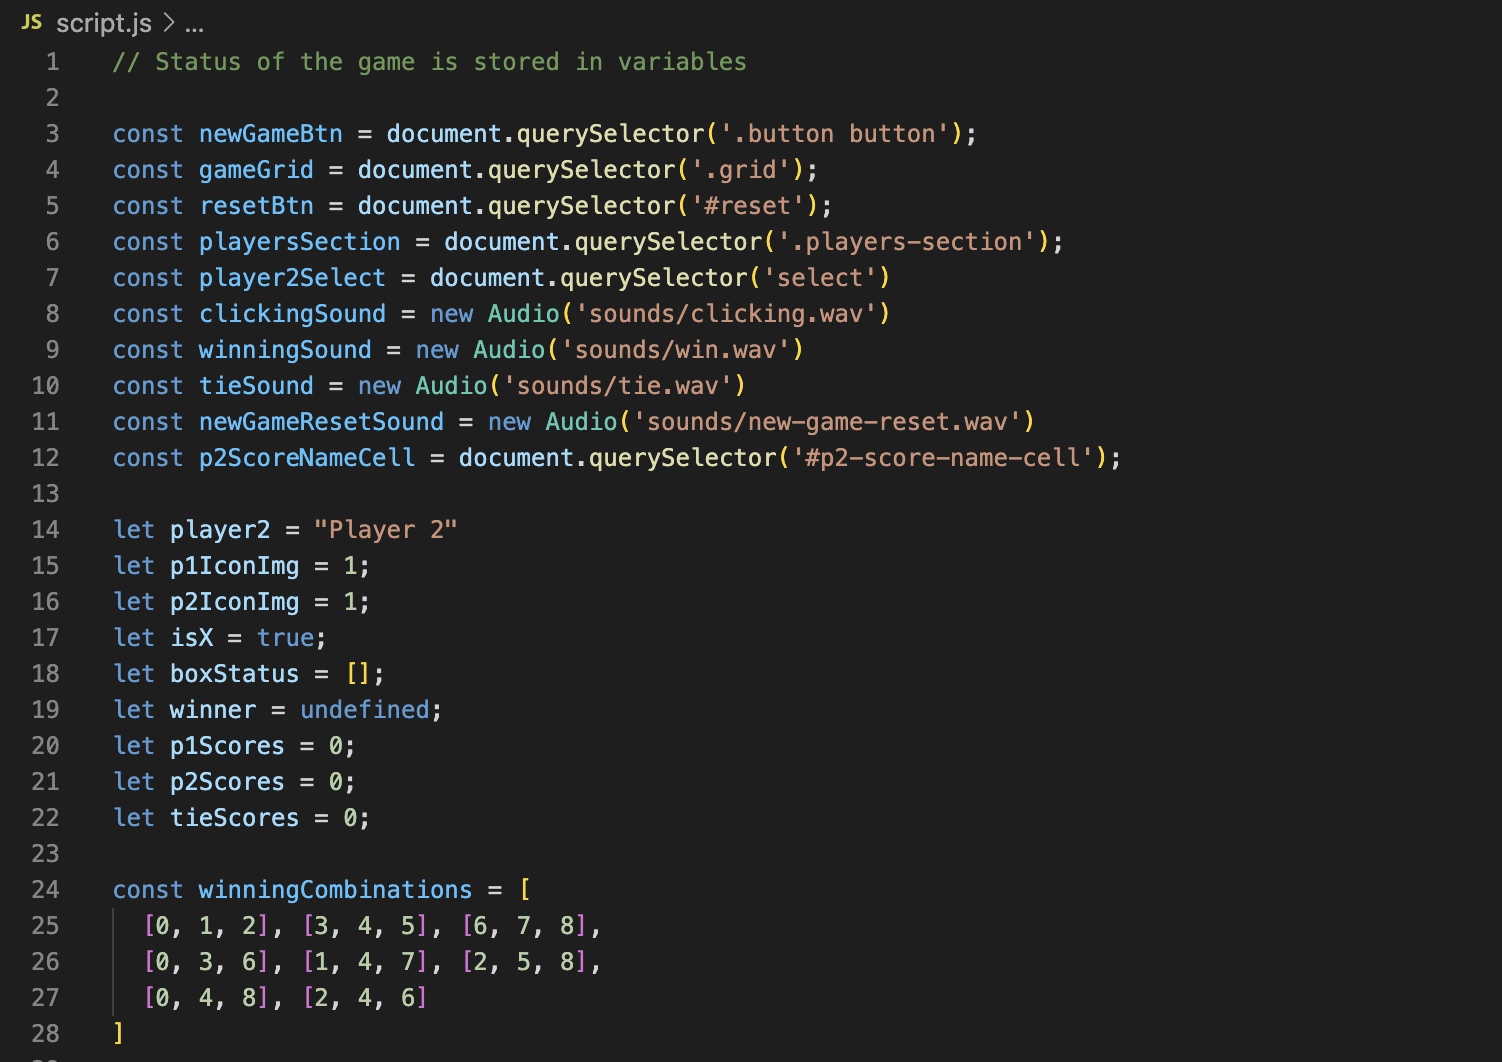 JS script.js > ...
1 // Status of the game is stored in variables
2
3 const newGameBtn = document.querySelector('.button button');
4 const gameGrid = document.querySelector('.grid');
5 const resetBtn = document.querySelector('#reset');
6 const playersSection = document.querySelector('.players-section');
7 const player2Select = document.querySelector('select')
8 const clickingSound = new Audio('sounds/clicking.wav')
9 const winningSound = new Audio('sounds/win.wav')
10 const tieSound = new Audio('sounds/tie.wav')
11 const newGameResetSound = new Audio('sounds/new-game-reset.wav')
12 const p2ScoreNameCell = document.querySelector('#p2-score-name-cell');
13
14 let player2 = "Player 2"
15 let p1IconImg = 1;
16 let p2IconImg = 1;
17 let isX = true;
18 let boxStatus = [];
19 let winner = undefined;
20 let p1Scores = 0;
21 let p2Scores = 0;
22 let tieScores = 0;
23
24 const winningCombinations = [
25 [0, 1, 2], [3, 4, 5], [6, 7, 8],
26 [0, 3, 6], [1, 4, 7], [2, 5, 8],
27 [0, 4, 8], [2, 4, 6]
28 ]